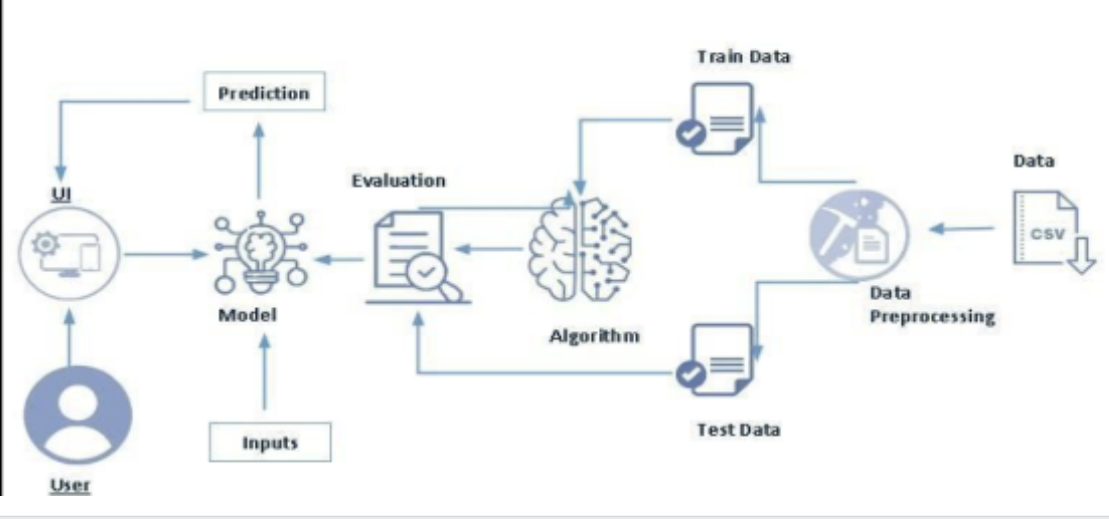 Train Data
Prediction
Data
Evaluation
UI
CSV
Data
Preprocessing
Model
Algorithm
Test Data
Inputs
User